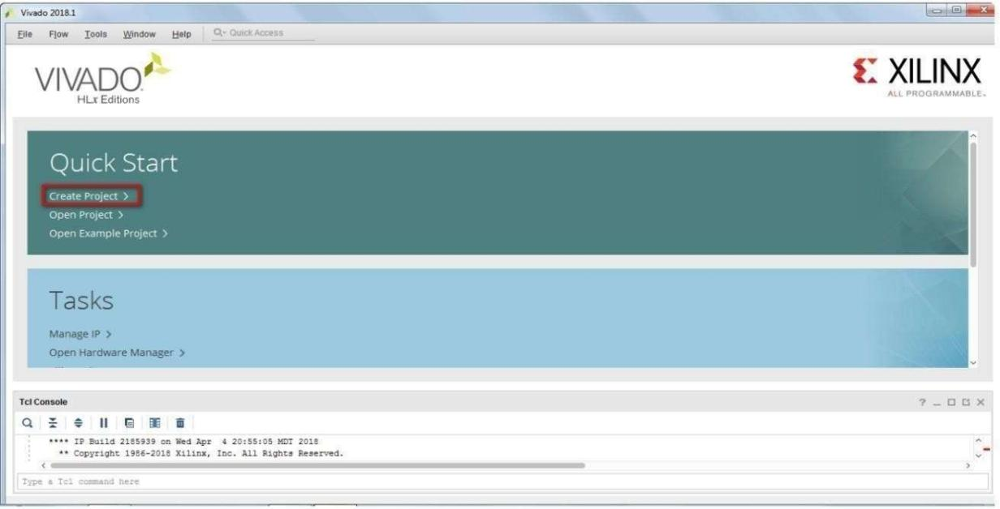 Vivado 2018.1
File Flow Tools Window Help Quick Access
VIVADO.
HLx Editions
XILINX
ALL PROGRAMMABLE.
Quick Start
Create Project >
Open Project >
Open Example Project >
Tasks
Manage IP >
Open Hardware Manager >
Tcl Console
**** IP Build 2185939 on Wed Apr  4 20:55:05 MDT 2018
** Copyright 1986-2018 Xilinx, Inc. All Rights Reserved.
Type a Tcl command here